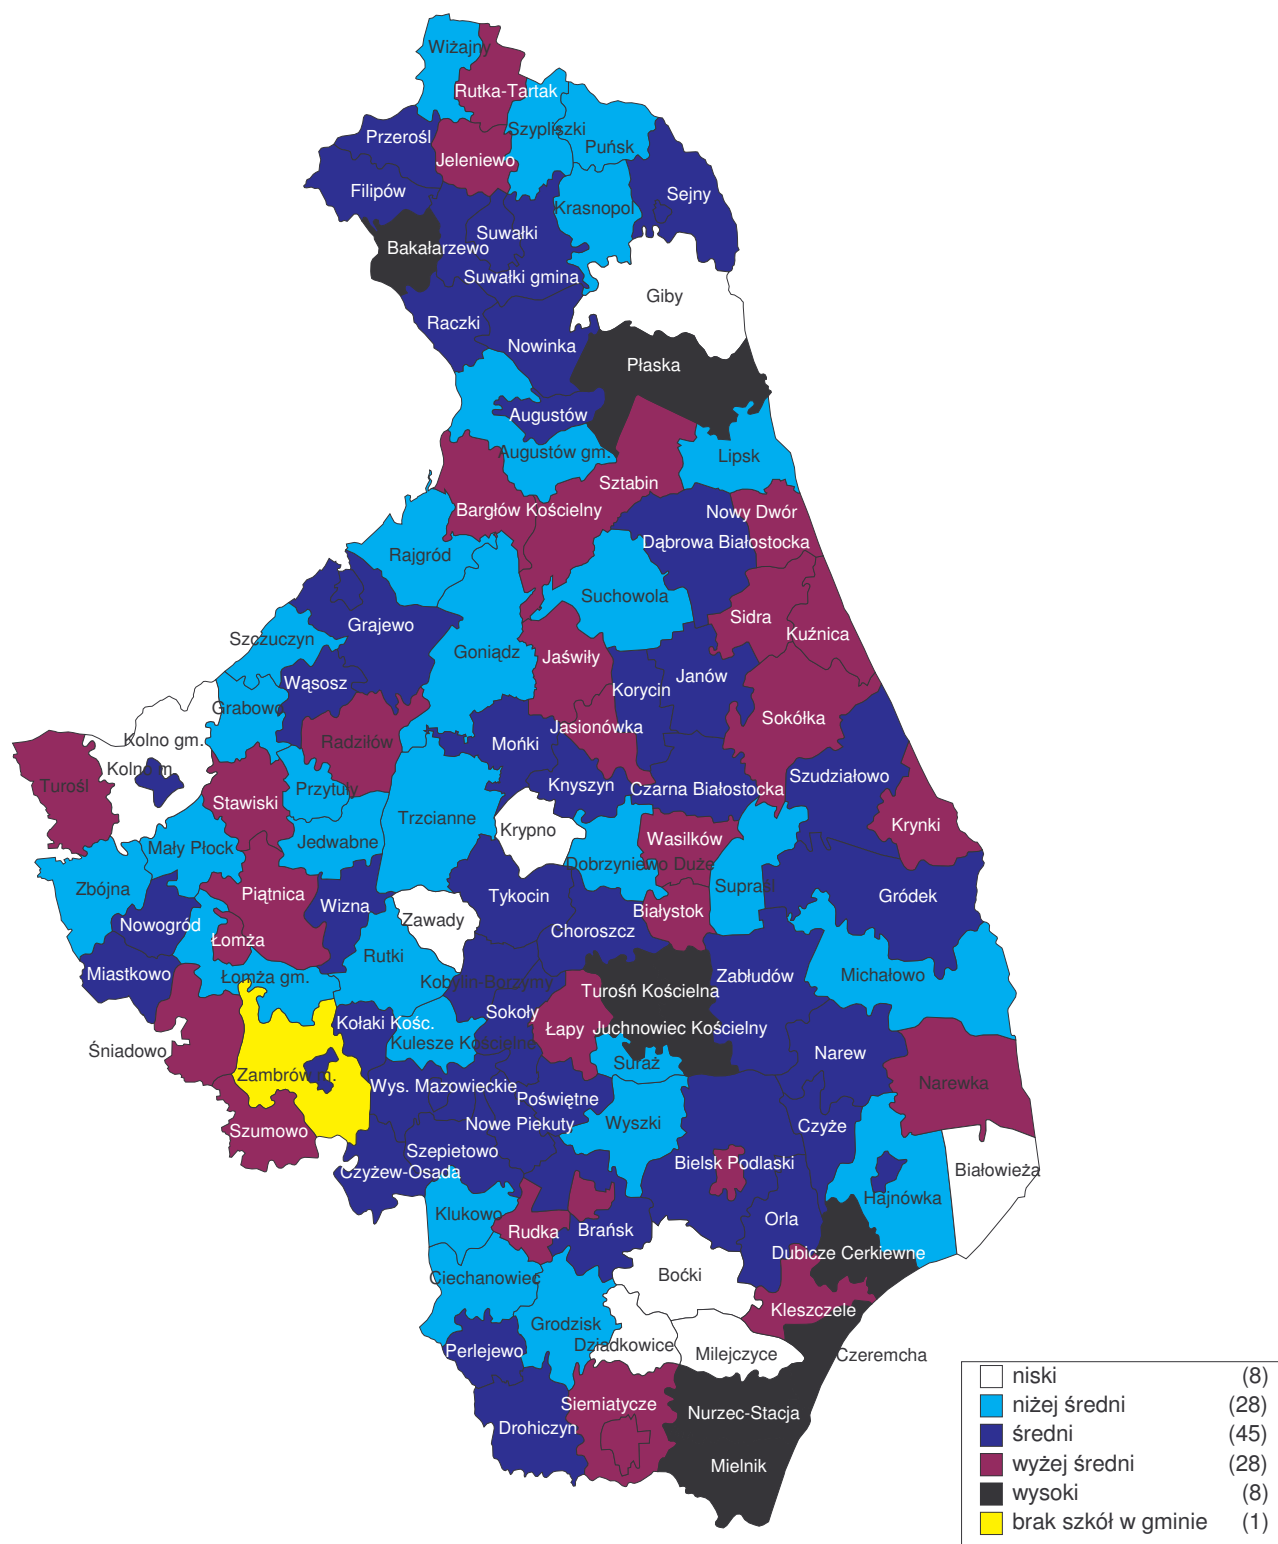 Wiżajny
Rutka-Tartak
Szypliszki
Puńsk
Przerośl
Jeleniewo
Filipów
Sejny
Krasnopol
Suwałki
Bakałarzewo
Suwałki gmina
Giby
Raczki
Nowinka
Płaska
Augustów
Augustów gm.
Lipsk
Sztabin
Bargłów Kościelny
Nowy Dwór
Dąbrowa Białostocka
Rajgród
Suchowola
Sidra
Kuźnica
Grajewo
Szczuczyn
Goniądz
Jaświły
Janów
Wąsosz
Korycin
Grabowo
Sokółka
Jasionówka
Kolno gm.
Radziłów
Mońki
Kolno m.
Szudziałowo
Turośl
Przytuły
Knyszyn
Czarna Białostocka
Stawiski
Trzcianne
Krynki
Krypno
Wasilków
Jedwabne
Mały Płock
Dobrzyniewo Duże
Zbójna
Supraśl
Piątnica
Tykocin
Gródek
Wizna
Białystok
Nowogród
Zawady
Choroszcz
Łomża
Rutki
Miastkowo
Łomża gm.
Zabłudów
Michałowo
Kobylin-Borzymy
Turośń Kościelna
Sokoły
Kołaki Kośc.
Łapy
Juchnowiec Kościelny
Kulesze Kościelne
Śniadowo
Narew
Suraż
Zambrów m.
Narewka
Wys. Mazowieckie
Poświętne
Nowe Piekuty
Wyszki
Czyże
Szumowo
Szepietowo
Bielsk Podlaski
Czyżew-Osada
Białowieża
Hajnówka
Klukowo
Orla
Rudka
Brańsk
Dubicze Cerkiewne
Ciechanowiec
Boćki
Kleszczele
Grodzisk
Dziadkowice
Perlejewo
Milejczyce
Czeremcha
Siemiatycze
Nurzec-Stacja
Drohiczyn
Mielnik
niski (8)
niżej średni (28)
średni (45)
wyżej średni (28)
wysoki (8)
brak szkół w gminie (1)